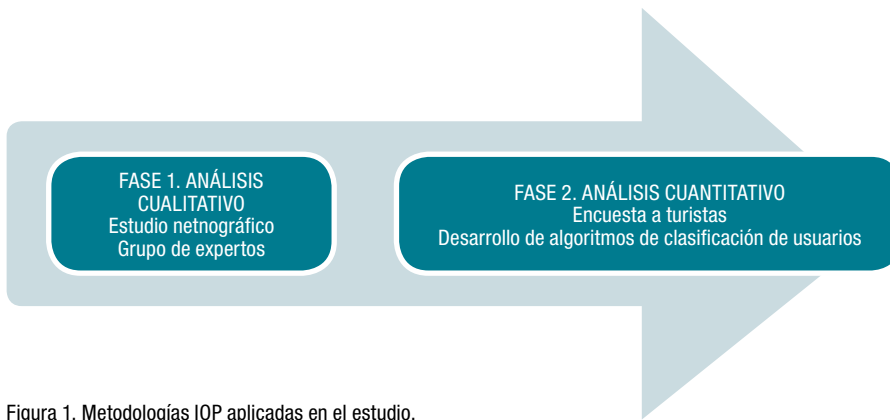 FASE 1. ANÁLISIS
CUALITATIVO
Estudio netnográfico
Grupo de expertos
FASE 2. ANÁLISIS CUANTITATIVO
Encuesta a turistas
Desarrollo de algoritmos de clasificación de usuarios
Figura 1. Metodologías IOP aplicadas en el estudio.